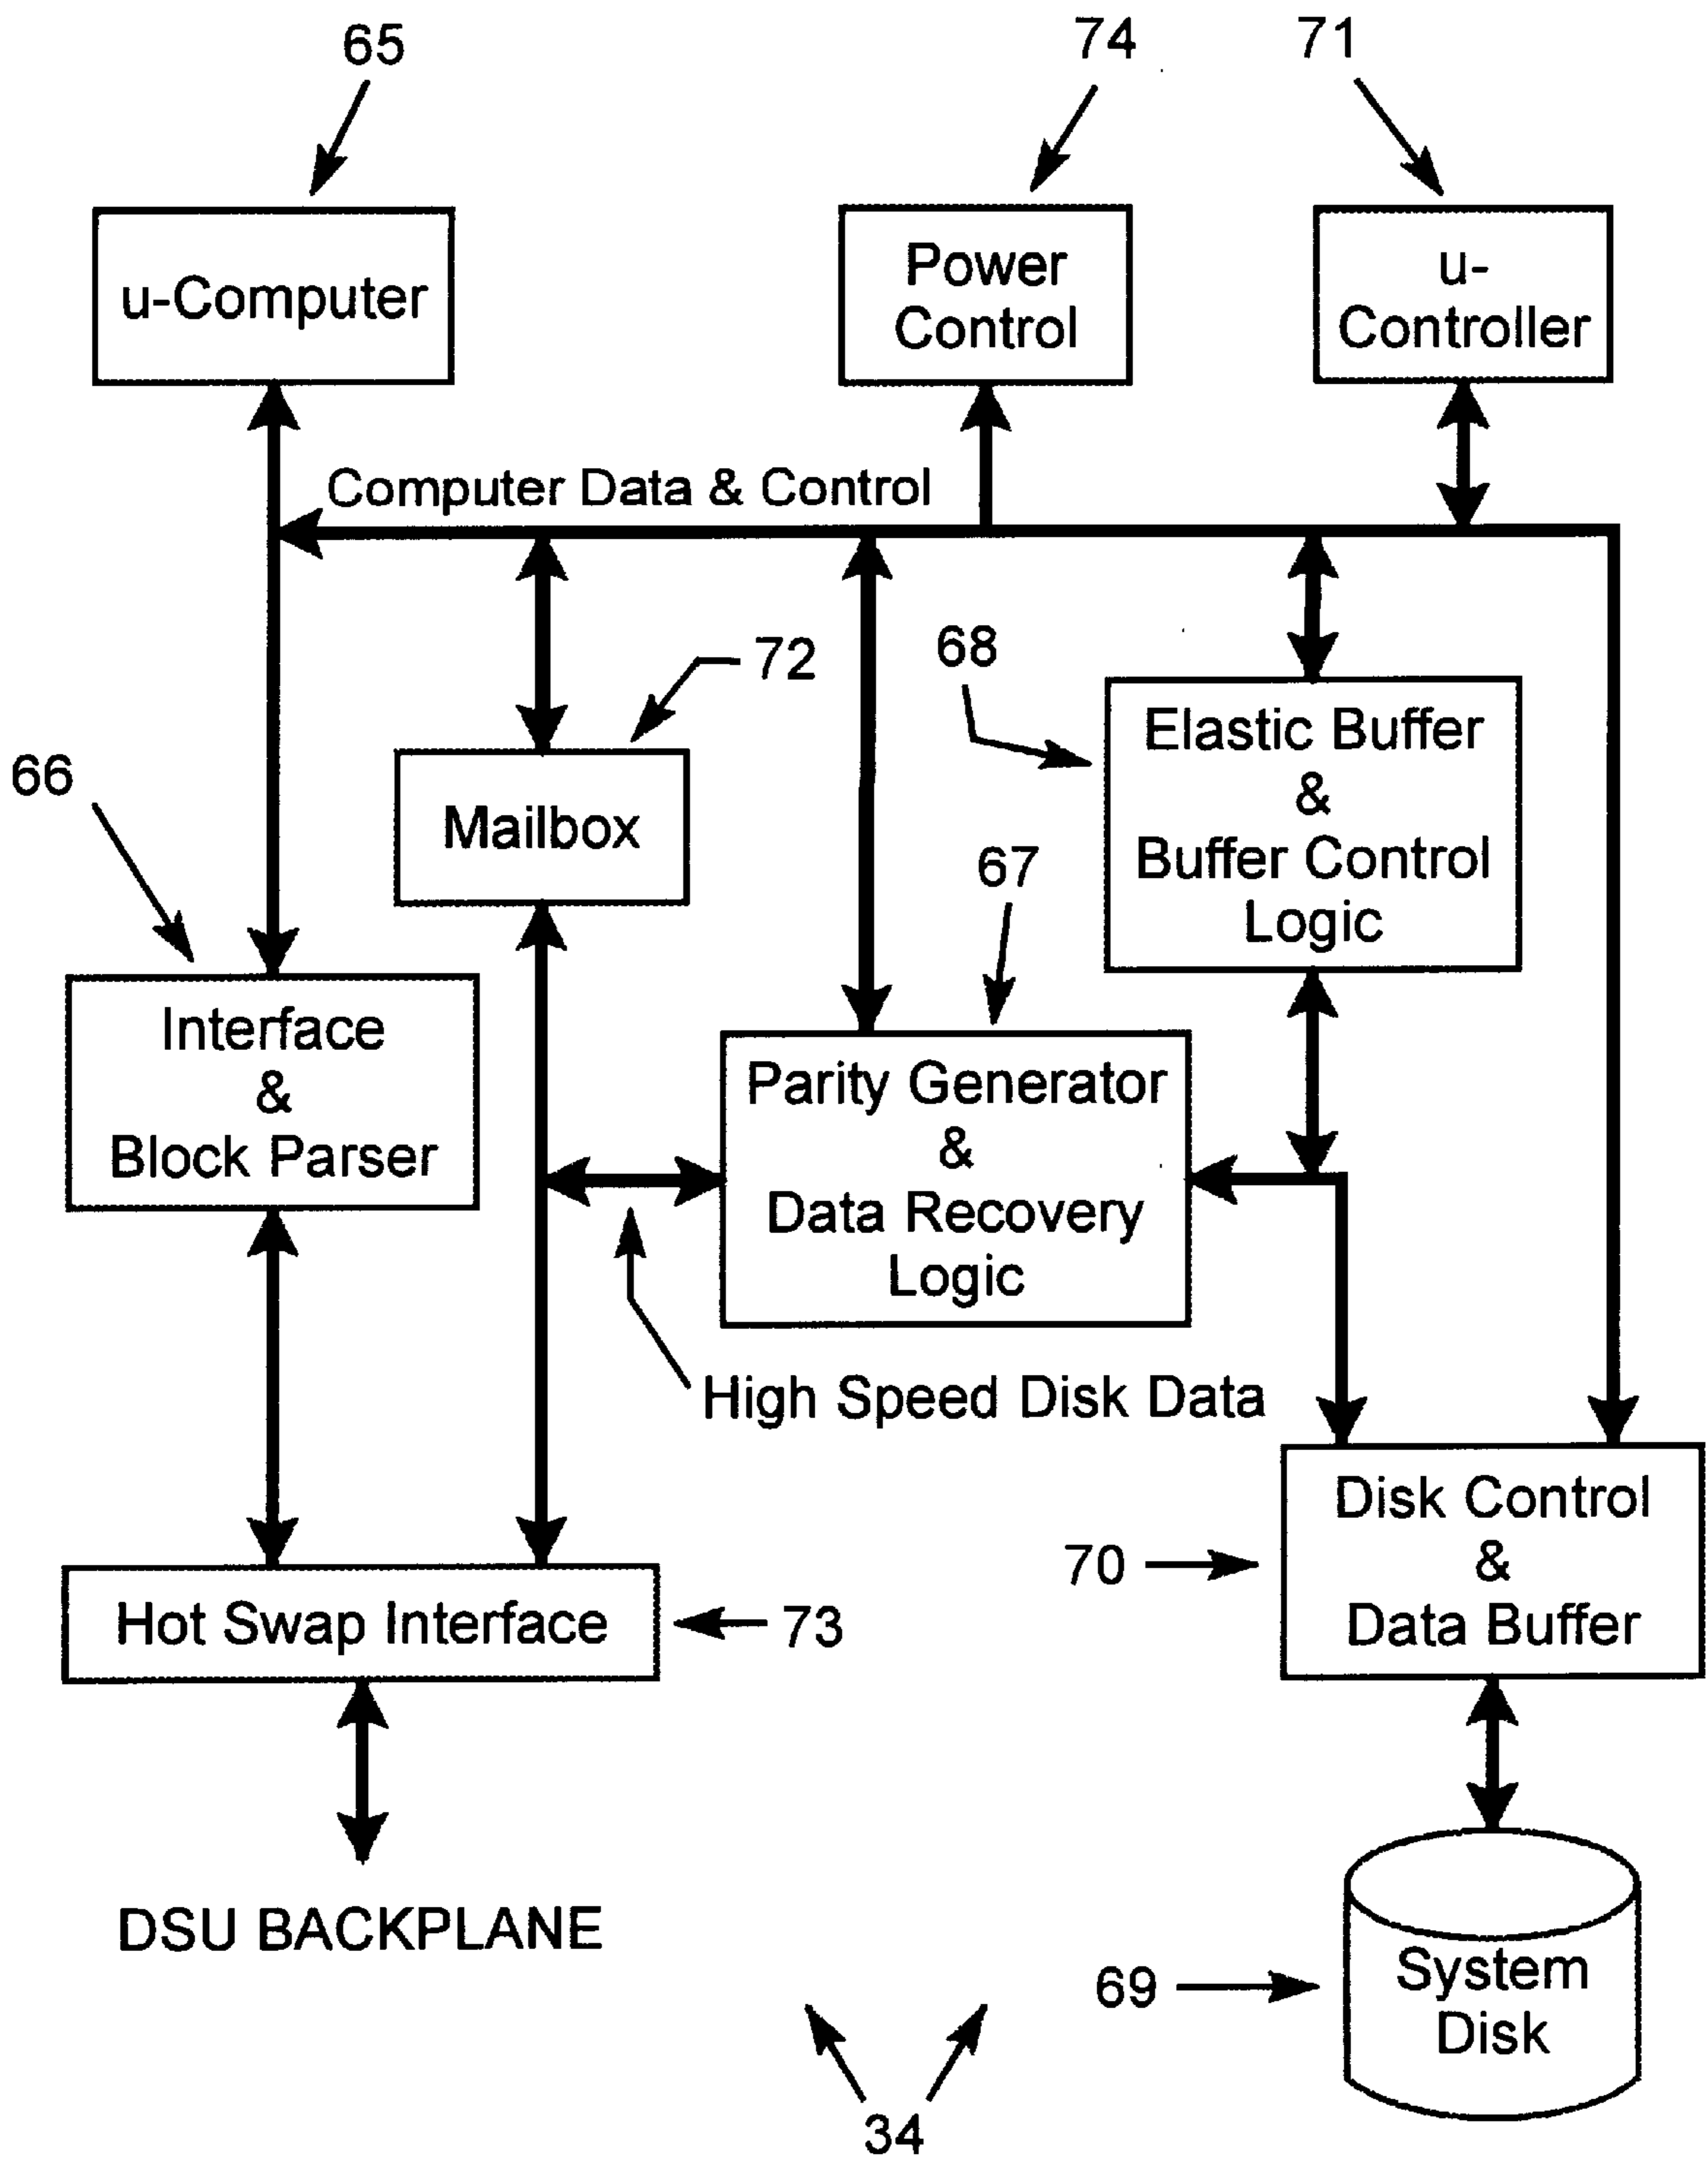 65
74
71
u-Computer
Power
Control
u-
Controller
Computer Data & Control
72
68
66
Mailbox
Elastic Buffer
&
Buffer Control
Logic
67
Interface
&
Block Parser
Parity Generator
&
Data Recovery
Logic
High Speed Disk Data
Disk Control
&
Data Buffer
70
Hot Swap Interface
73
DSU BACKPLANE
System
Disk
69
34